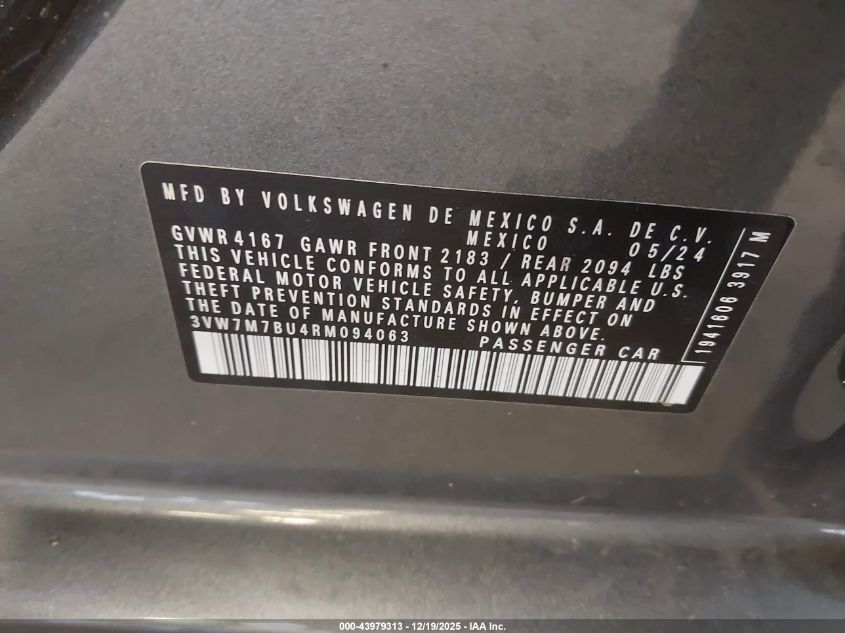 MFD BY VOLKSWAGEN DE MEXICO S.A. DE C.V.
MEXICO 05/24
GVWR 4167 GAWR FRONT 2183 / REAR 2094 LBS
THIS VEHICLE CONFORMS TO ALL APPLICABLE U.S.
FEDERAL MOTOR VEHICLE SAFETY, BUMPER AND
THEFT PREVENTION STANDARDS IN EFFECT ON
THE DATE OF MANUFACTURE SHOWN ABOVE.
3VW7M7BU4RM094063 PASSENGER CAR
1941606 3917 M
000-43979313 - 12/19/2025 - IAA Inc.